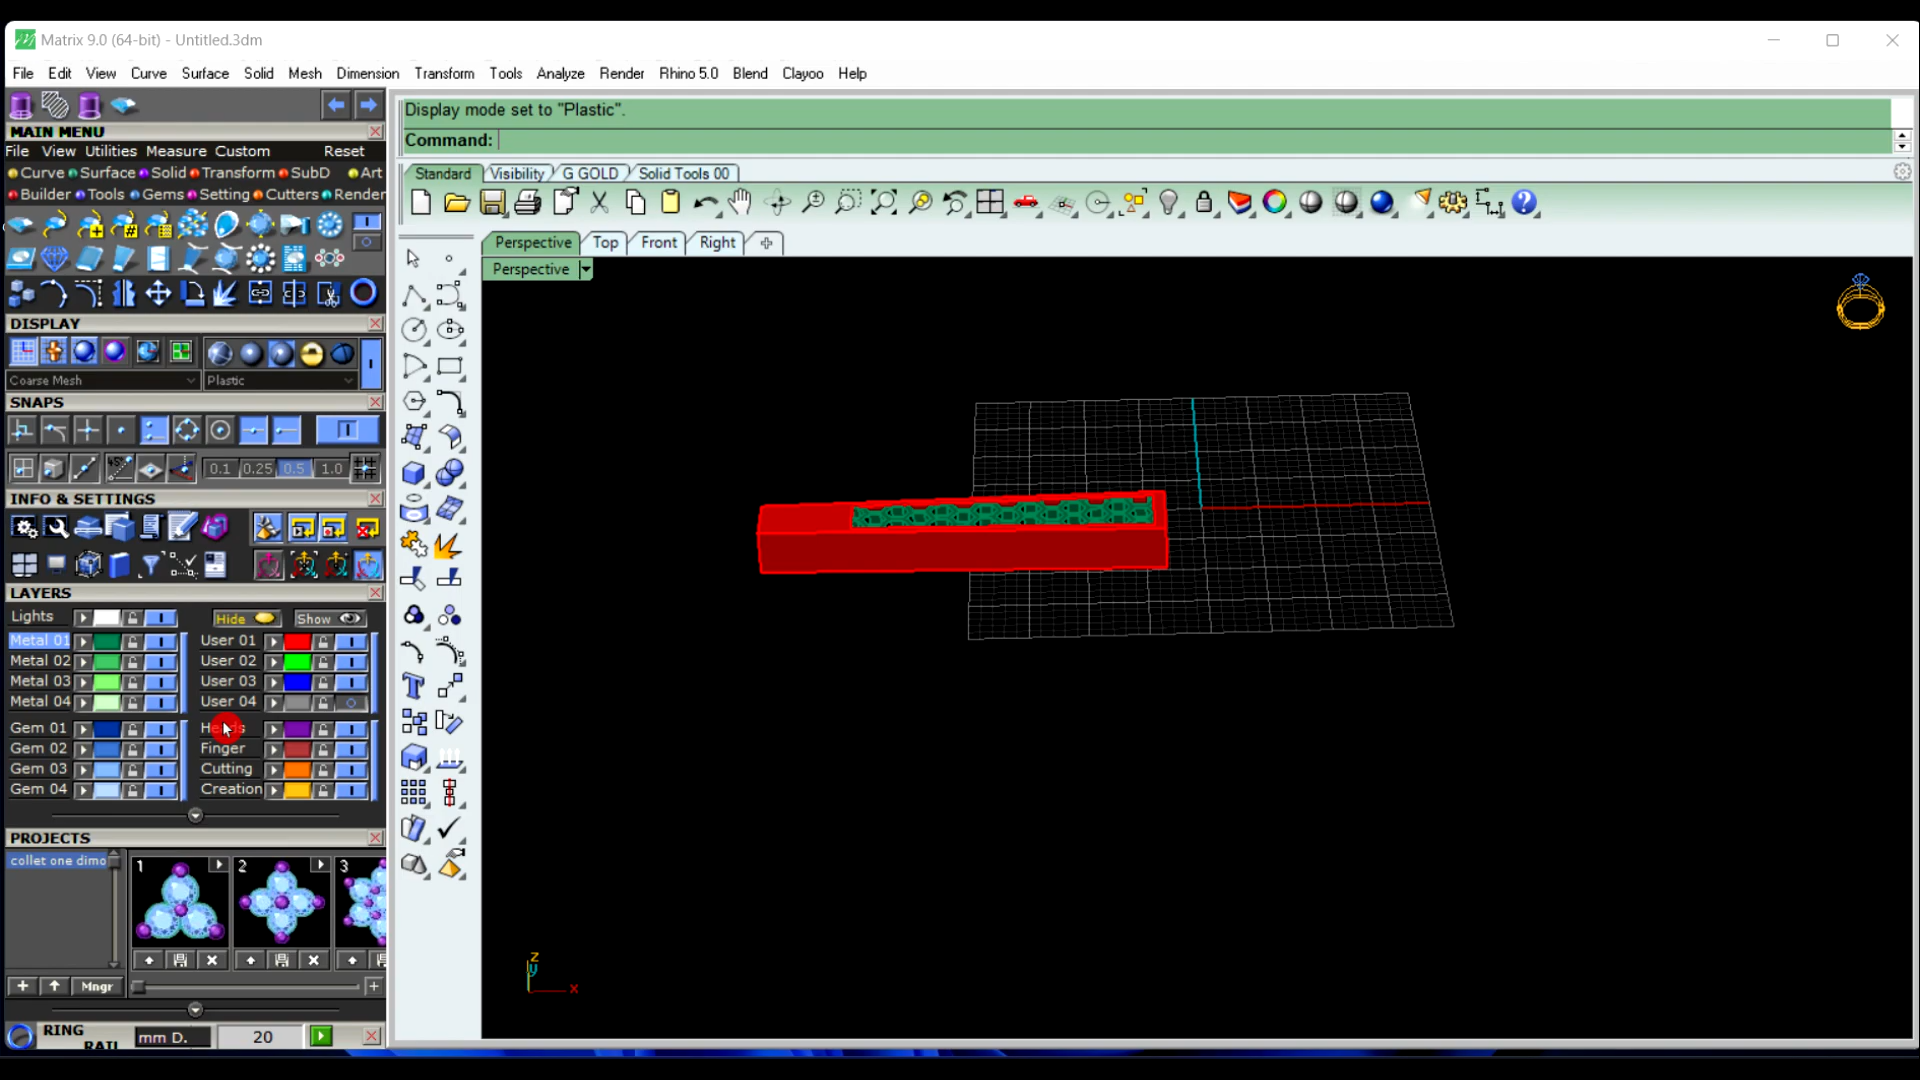 Matrix 9.0 (64-bit) - Untitled.3dm
File Edit View Curve Surface Solid Mesh Dimension Transform Tools Analyze Render Rhino 5.0 Blend Clayoo Help
MAIN MENU
File View Utilities Measure Custom Reset
Curve Surface Solid Transform SubD Art
Builder Tools Gems Setting Cutters Render
Display mode set to "Plastic".
Command:
Standard Visibility G GOLD Solid Tools 00
Perspective Top Front Right
Perspective
DISPLAY
Coarse Mesh Plastic
SNAPS
45°
0.1 0.25 0.5 1.0
INFO & SETTINGS
LAYERS
Lights Hide Show
Metal 01 User 01
Metal 02 User 02
Metal 03 User 03
Metal 04 User 04
Gem 01
Gem 02 Finger
Gem 03 Cutting
Gem 04 Creation
PROJECTS
collet one dimo
1 2 3
Mngr
RING
RAIL
mm D. 20
z
y
x